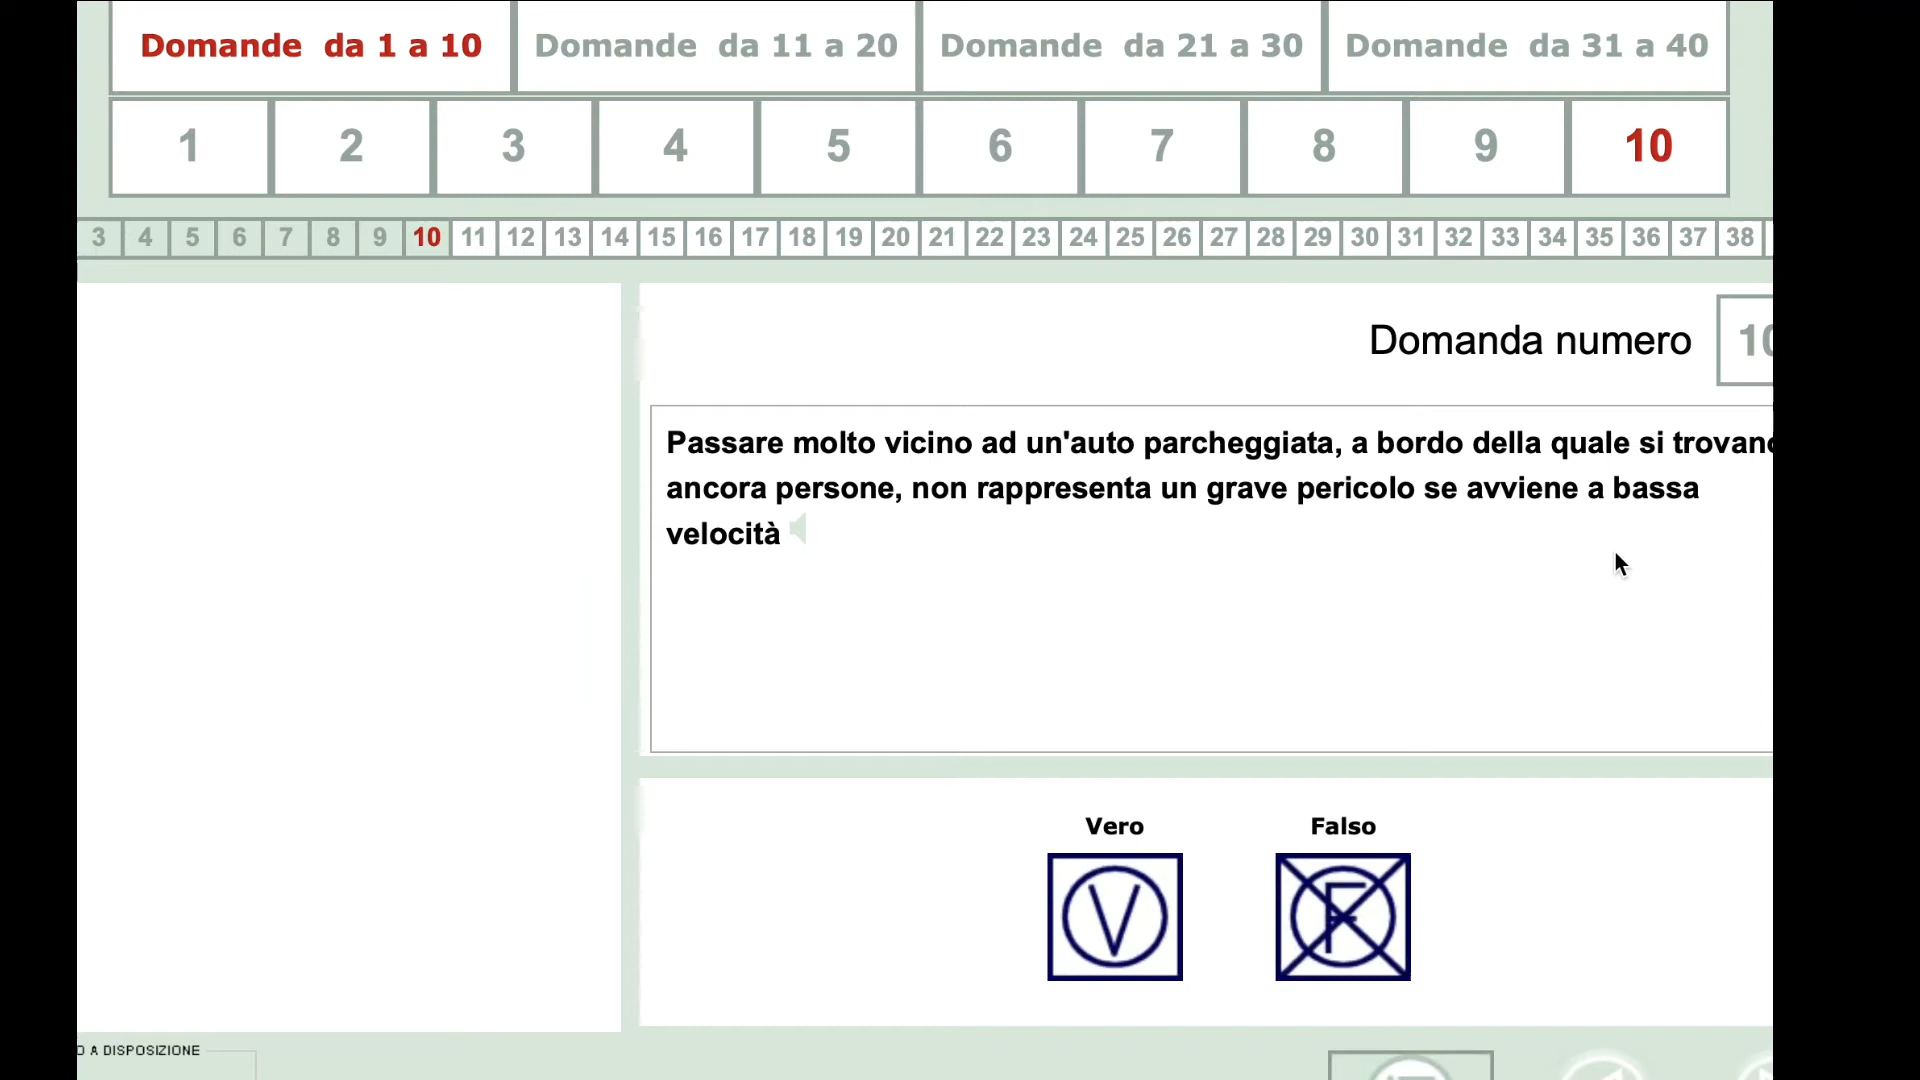 Domande da 1 a 10 Domande da 11 a 20 Domande da 21 a 30 Domande da 31 a 40
1 2 3 4 5 6 7 8 9 10
3 4 5 6 7 8 9 10 11 12 13 14 15 16 17 18 19 20 21 22 23 24 25 26 27 28 29 30 31 32 33 34 35 36 37 38
Domanda numero 10
Passare molto vicino ad un'auto parcheggiata, a bordo della quale si trovano
ancora persone, non rappresenta un grave pericolo se avviene a bassa
velocità
Vero Falso
V F
O A DISPOSIZIONE